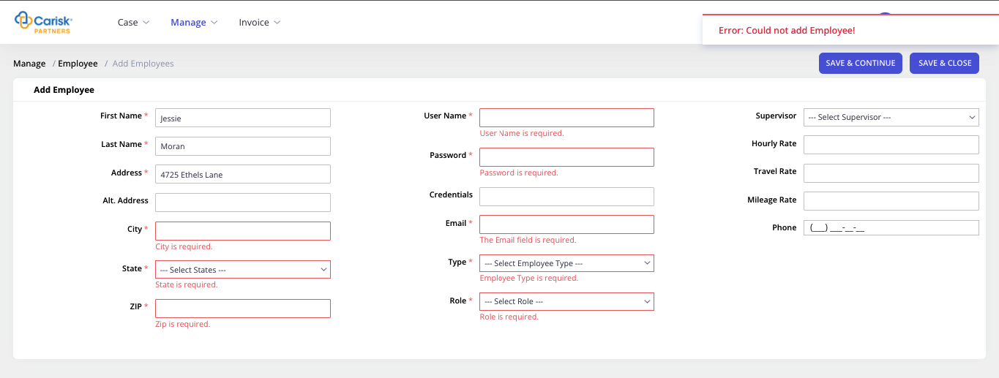 Carisk
PARTNERS
Case
Manage
Invoice
Error: Could not add Employee!
Manage / Employee / Add Employees
SAVE & CONTINUE
SAVE & CLOSE
Add Employee
First Name *
Jessie
Last Name *
Moran
Address *
4725 Ethels Lane
Alt. Address
City *
City is required.
State *
--- Select States ---
State is required.
ZIP *
Zip is required.
User Name *
User Name is required.
Password *
Password is required.
Credentials
Email *
The Email field is required.
Type *
--- Select Employee Type ---
Employee Type is required.
Role *
--- Select Role ---
Role is required.
Supervisor
--- Select Supervisor ---
Hourly Rate
Travel Rate
Mileage Rate
Phone
(___) ___-__-__